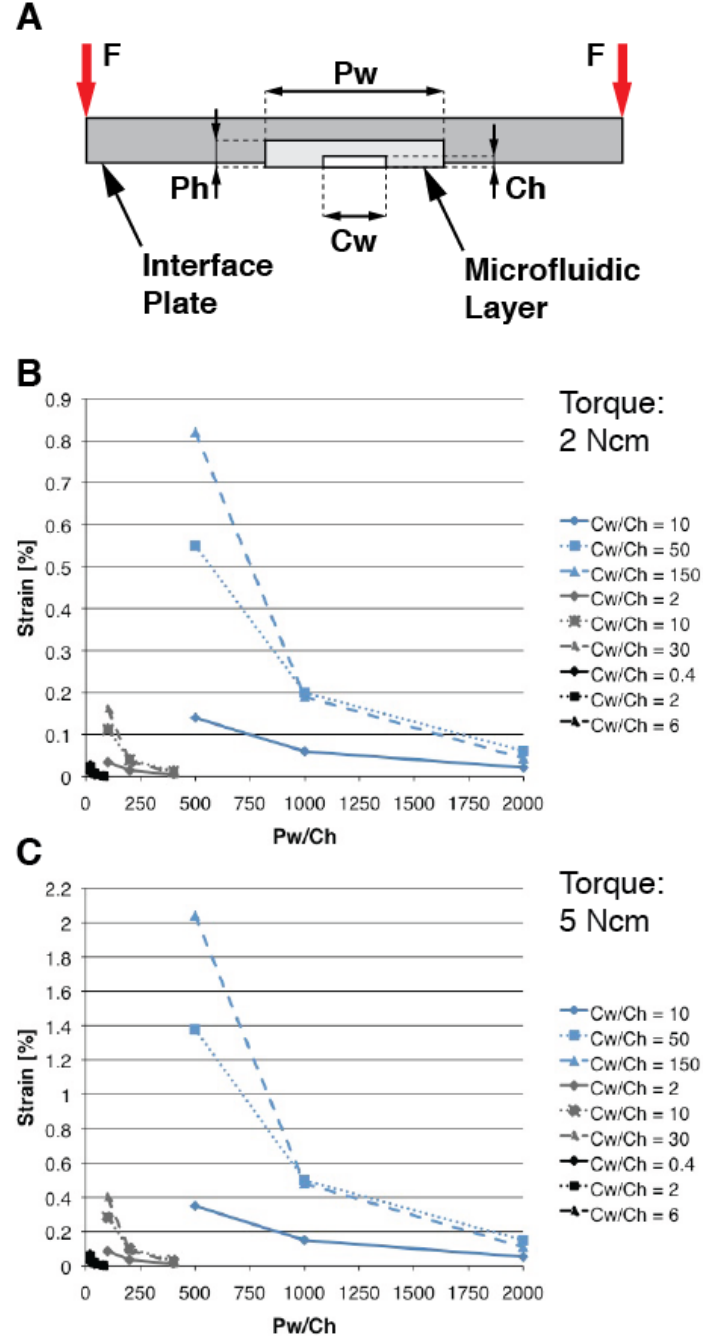 A
F
F
Pw
Ph
Ch
Cw
Interface
Plate
Microfluidic
Layer
B
Torque:
2 Ncm
0.9
0.8
0.7
0.6
0.5
0.4
0.3
0.2
0.1
0
Strain [%]
0 250 500 750 1000 1250 1500 1750 2000
Pw/Ch
Cw/Ch = 10
Cw/Ch = 50
Cw/Ch = 150
Cw/Ch = 2
Cw/Ch = 10
Cw/Ch = 30
Cw/Ch = 0.4
Cw/Ch = 2
Cw/Ch = 6
C
Torque:
5 Ncm
2.2
2
1.8
1.6
1.4
1.2
1
0.8
0.6
0.4
0.2
0
Strain [%]
0 250 500 750 1000 1250 1500 1750 2000
Pw/Ch
Cw/Ch = 10
Cw/Ch = 50
Cw/Ch = 150
Cw/Ch = 2
Cw/Ch = 10
Cw/Ch = 30
Cw/Ch = 0.4
Cw/Ch = 2
Cw/Ch = 6